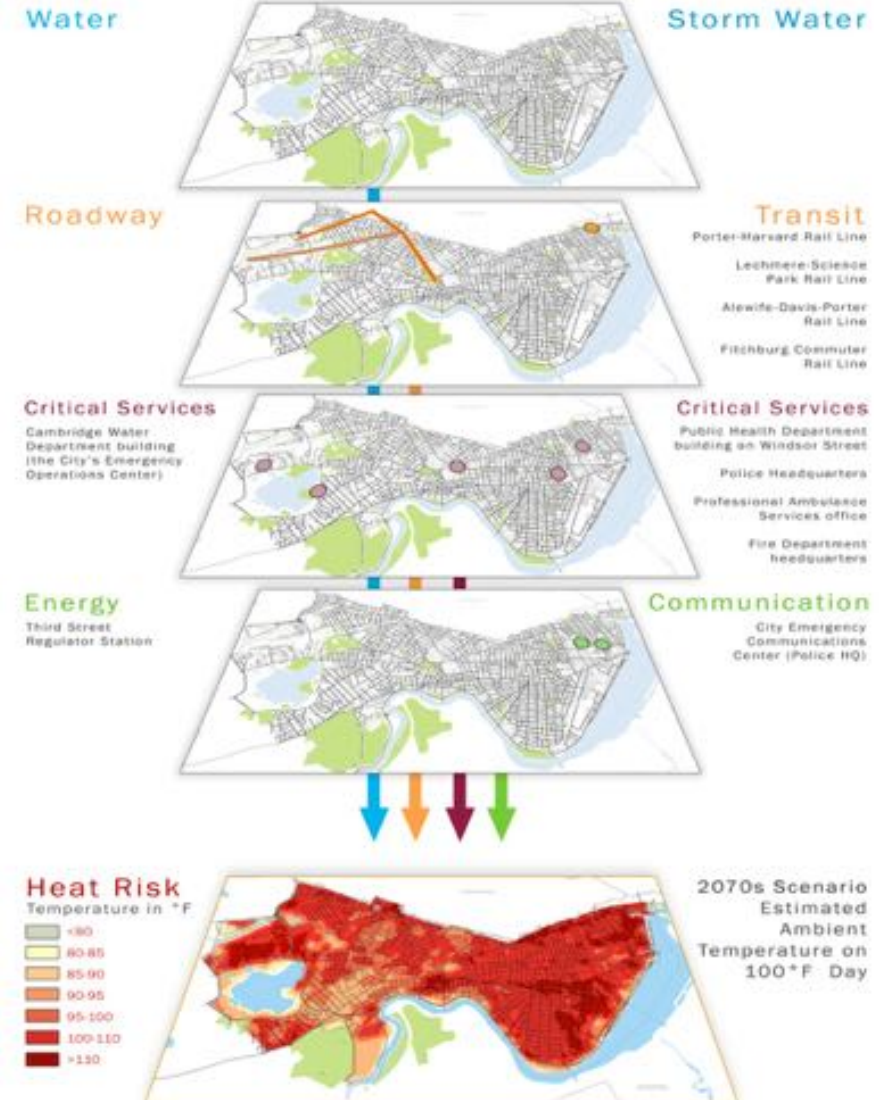 Water
Storm Water
Roadway
Transit
Porter-Harvard Rail Line
Lechmere-Science
Park Rail Line
Alewife-Davis-Porter
Rail Line
Fitchburg Commuter
Rail Line
Critical Services
Cambridge Water
Department building
(the City's Emergency
Operations Center)
Critical Services
Public Health Department
building on Windsor Street
Police Headquarters
Professional Ambulance
Services office
Fire Department
headquarters
Energy
Third Street
Regulator Station
Communication
City Emergency
Communications
Center (Police HQ)
Heat Risk
Temperature in °F
<80
80-85
85-90
90-95
95-100
100-110
>110
2070s Scenario
Estimated
Ambient
Temperature on
100°F Day